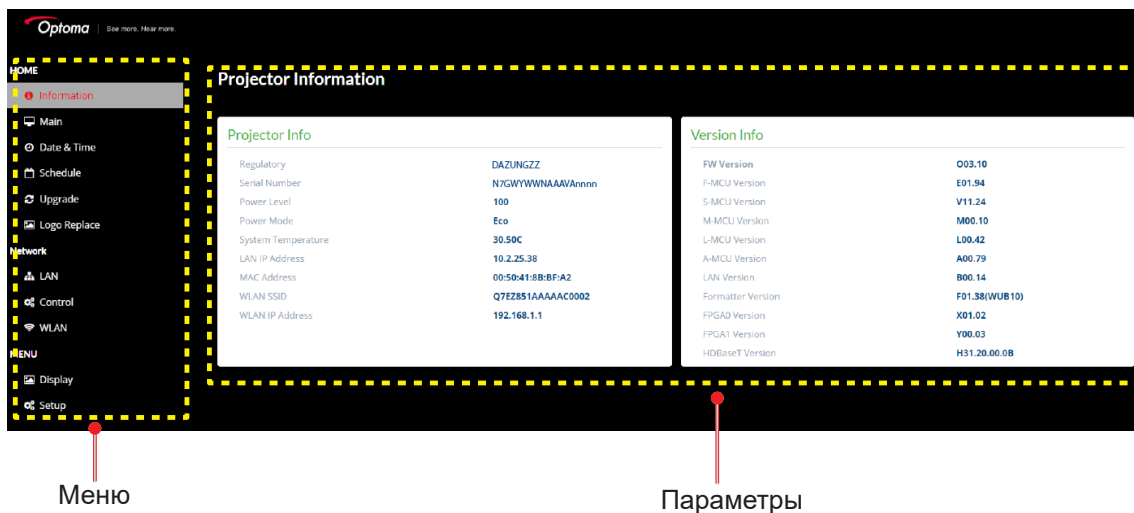 Optoma See more. Hear more.
HOME
Information
Main
Date & Time
Schedule
Upgrade
Logo Replace
Network
LAN
Control
WLAN
MENU
Display
Setup
Projector Information
Projector Info
Regulatory DAZUNGZZ
Serial Number N7GWYWWNAAAVAnnnn
Power Level 100
Power Mode Eco
System Temperature 30.50C
LAN IP Address 10.2.25.38
MAC Address 00:50:41:8B:BF:A2
WLAN SSID Q7EZ851AAAAAC0002
WLAN IP Address 192.168.1.1
Version Info
FW Version O03.10
F-MCU Version E01.94
S-MCU Version V11.24
M-MCU Version M00.10
L-MCU Version L00.42
A-MCU Version A00.79
LAN Version B00.14
Formatter Version F01.38(WUB10)
FPGA0 Version X01.02
FPGA1 Version Y00.03
HDBaseT Version H31.20.00.0B
Меню
Параметры